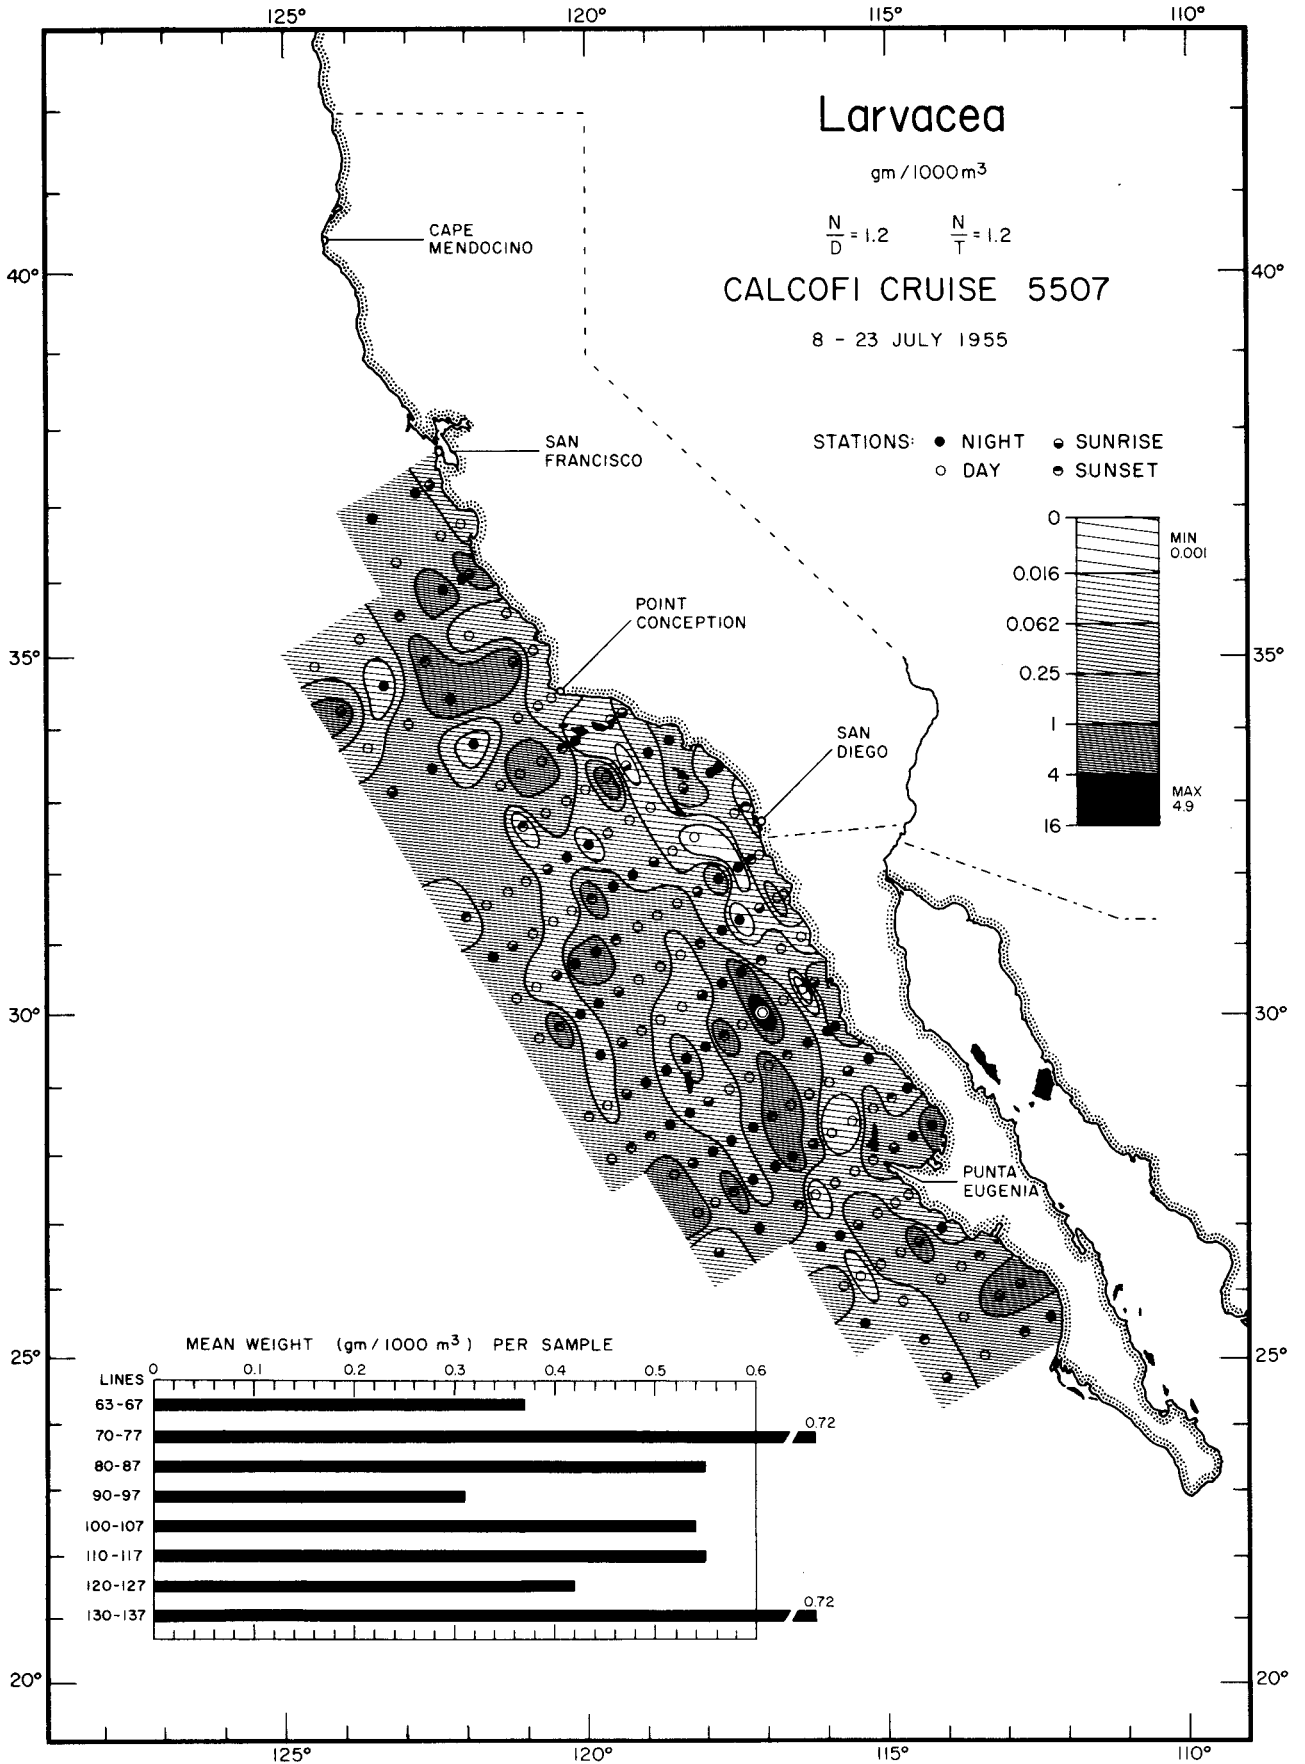 125° 120° 115° 110°
Larvacea
gm/1000m³
N/D = 1.2 N/T = 1.2
CALCOFI CRUISE 5507
8 - 23 JULY 1955
CAPE
MENDOCINO
40° 40°
STATIONS: ● NIGHT SUNRISE
○ DAY SUNSET
SAN
FRANCISCO
0
MIN
0.001
0.016
0.062
0.25
1
4
MAX
4.9
16
POINT
CONCEPTION
35° 35°
SAN
DIEGO
30° 30°
PUNTA
EUGENIA
25° 25°
MEAN WEIGHT (gm/1000 m³) PER SAMPLE
0 0.1 0.2 0.3 0.4 0.5 0.6
LINES
63-67
70-77 0.72
80-87
90-97
100-107
110-117
120-127
130-137 0.72
20° 20°
125° 120° 115° 110°